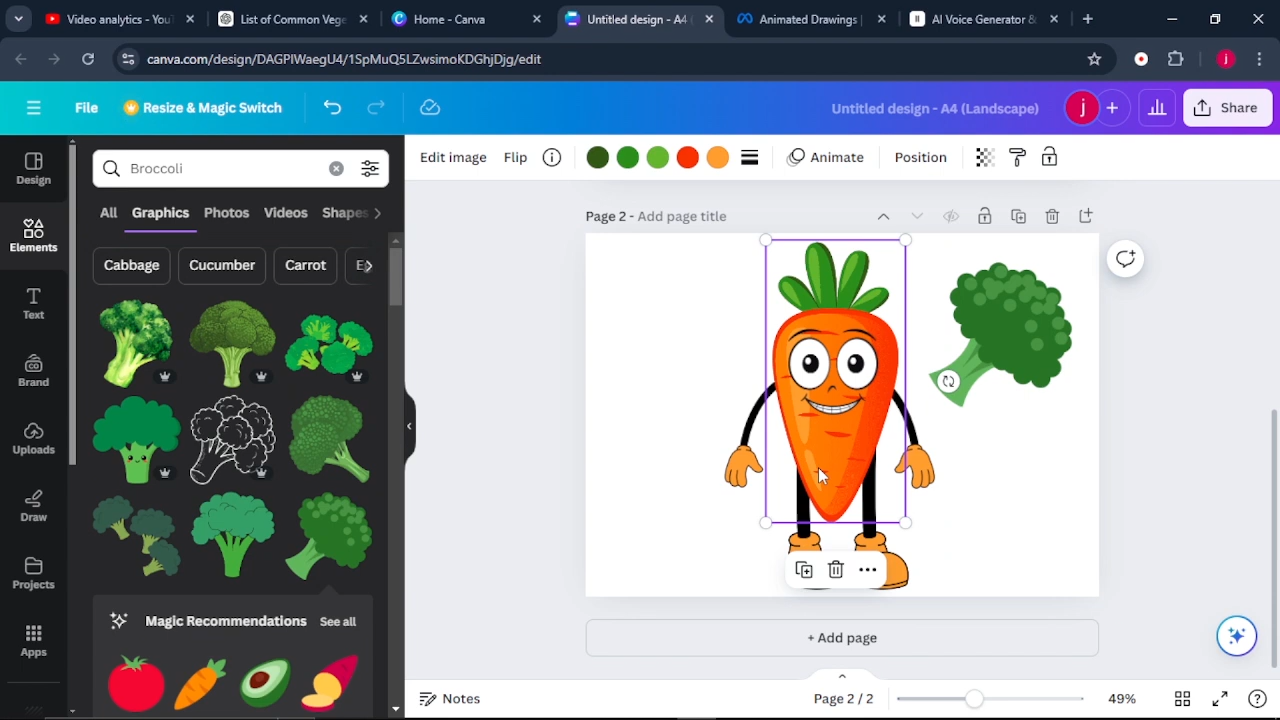 Video analytics - YouT
List of Common Vege
Home - Canva
Untitled design - A4 (
Animated Drawings |
AI Voice Generator &
canva.com/design/DAGPlWaegU4/1SpMuQ5LZwsimoKDGhjDjg/edit
j
File
Resize & Magic Switch
Untitled design - A4 (Landscape)
j
Share
Design
Elements
Text
Brand
Uploads
Draw
Projects
Apps
Broccoli
All
Graphics
Photos
Videos
Shapes
Cabbage
Cucumber
Carrot
Magic Recommendations
See all
Edit image
Flip
Animate
Position
Page 2 - Add page title
+ Add page
Notes
Page 2 / 2
49%